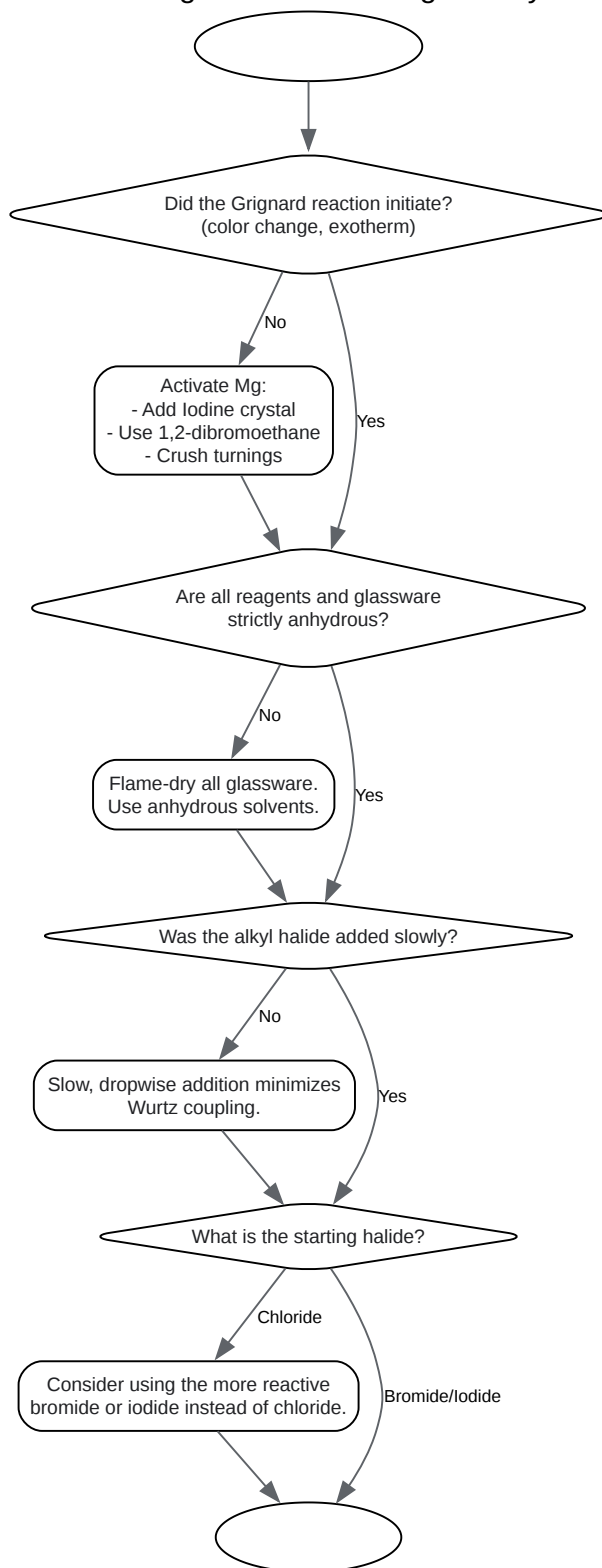 Did the Grignard reaction initiate?
(color change, exotherm)
No
Activate Mg:
- Add Iodine crystal
- Use 1,2-dibromoethane
- Crush turnings
Yes
Are all reagents and glassware
strictly anhydrous?
No
Flame-dry all glassware.
Use anhydrous solvents.
Yes
Was the alkyl halide added slowly?
No
Slow, dropwise addition minimizes
Wurtz coupling.
Yes
What is the starting halide?
Chloride
Consider using the more reactive
bromide or iodide instead of chloride.
Bromide/Iodide